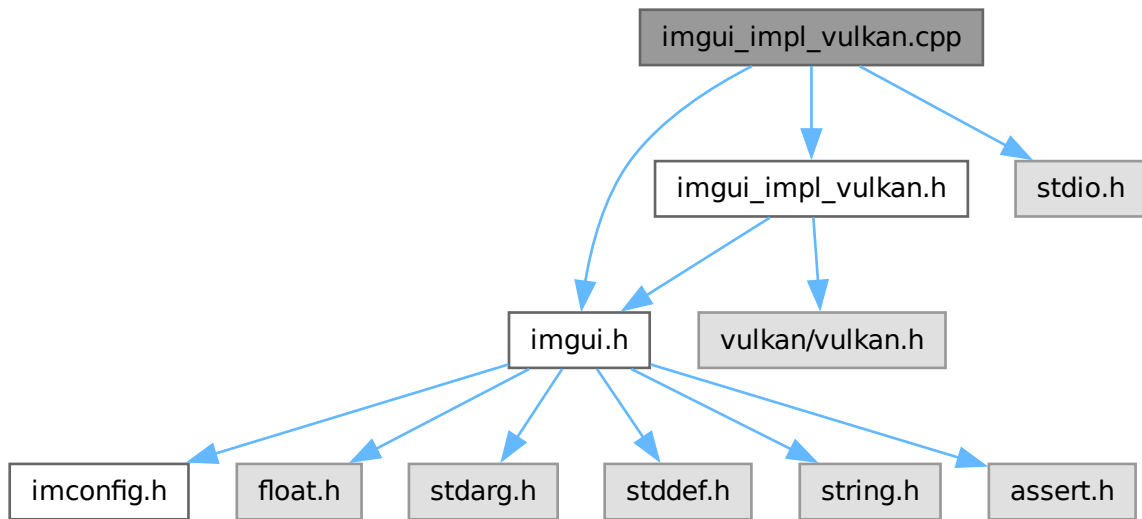 imgui_impl_vulkan.cpp
imgui_impl_vulkan.h
stdio.h
imgui.h
vulkan/vulkan.h
imconfig.h
float.h
stdarg.h
stddef.h
string.h
assert.h